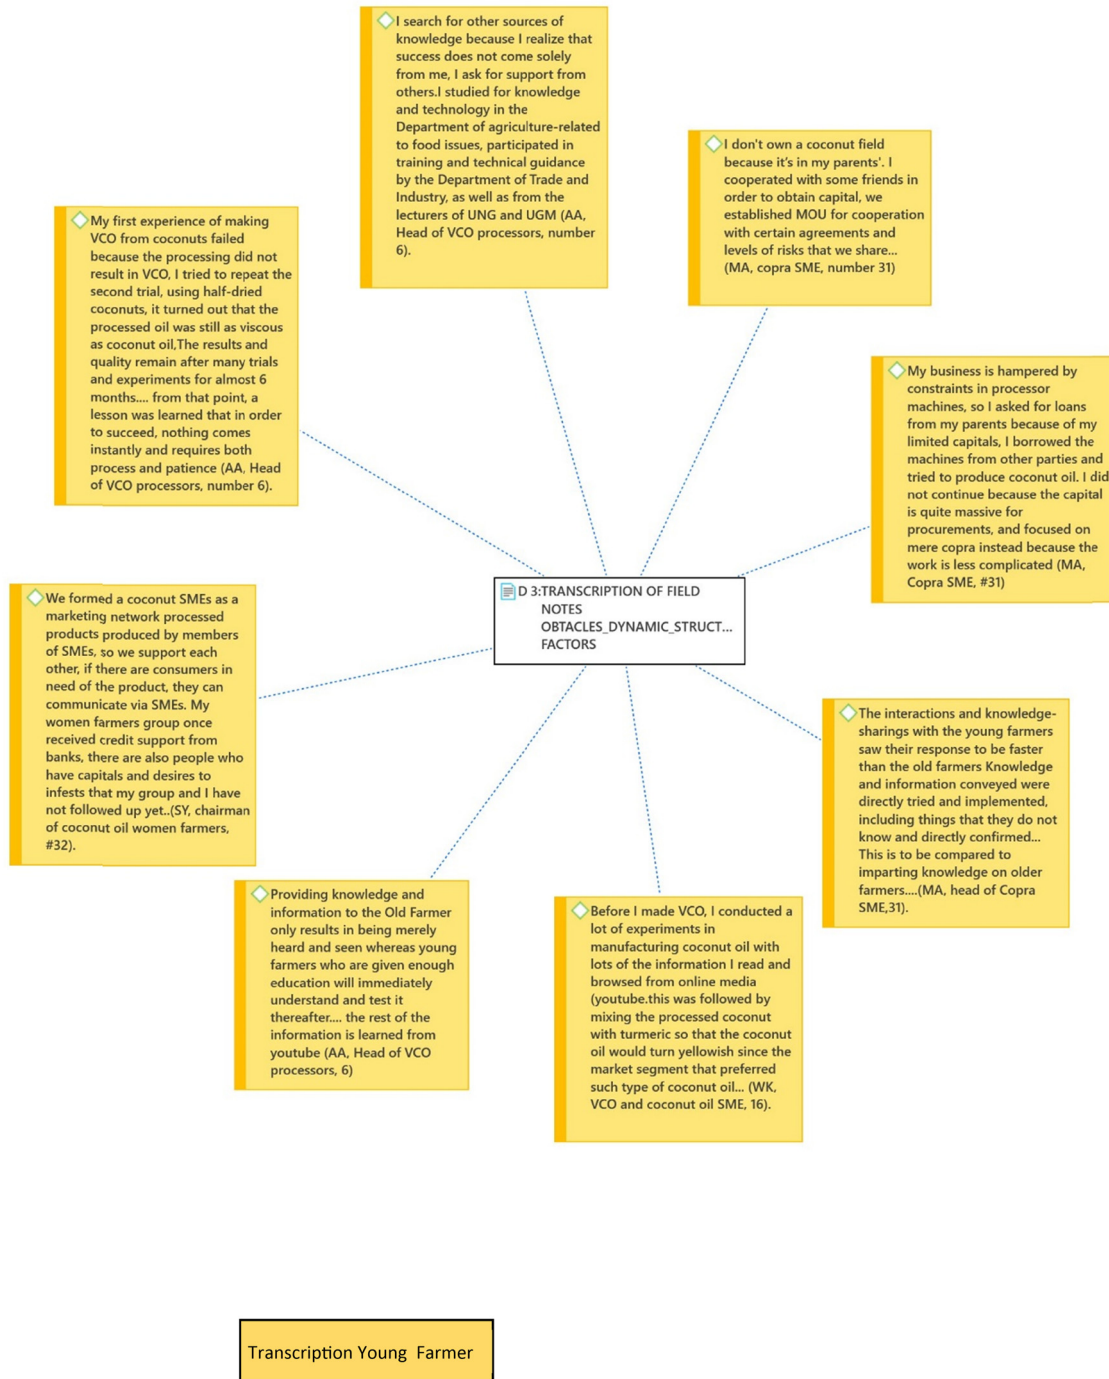 I search for other sources of
knowledge because I realize that
success does not come solely
from me, I ask for support from
others.I studied for knowledge
and technology in the
Department of agriculture-related
to food issues, participated in
training and technical guidance
by the Department of Trade and
Industry, as well as from the
lecturers of UNG and UGM (AA,
Head of VCO processors, number
6).
I don't own a coconut field
because it's in my parents'. I
cooperated with some friends in
order to obtain capital, we
established MOU for cooperation
with certain agreements and
levels of risks that we share...
(MA, copra SME, number 31)
My first experience of making
VCO from coconuts failed
because the processing did not
result in VCO, I tried to repeat the
second trial, using half-dried
coconuts, it turned out that the
processed oil was still as viscous
as coconut oil,The results and
quality remain after many trials
and experiments for almost 6
months.... from that point, a
lesson was learned that in order
to succeed, nothing comes
instantly and requires both
process and patience (AA, Head
of VCO processors, number 6).
My business is hampered by
constraints in processor
machines, so I asked for loans
from my parents because of my
limited capitals, I borrowed the
machines from other parties and
tried to produce coconut oil. I did
not continue because the capital
is quite massive for
procurements, and focused on
mere copra instead because the
work is less complicated (MA,
Copra SME, #31)
D 3:TRANSCRIPTION OF FIELD
NOTES
OBTACLES_DYNAMIC_STRUCT...
FACTORS
We formed a coconut SMEs as a
marketing network processed
products produced by members
of SMEs, so we support each
other, if there are consumers in
need of the product, they can
communicate via SMEs. My
women farmers group once
received credit support from
banks, there are also people who
have capitals and desires to
infests that my group and I have
not followed up yet..(SY, chairman
of coconut oil women farmers,
#32).
The interactions and knowledge-
sharings with the young farmers
saw their response to be faster
than the old farmers Knowledge
and information conveyed were
directly tried and implemented,
including things that they do not
know and directly confirmed...
This is to be compared to
imparting knowledge on older
farmers....(MA, head of Copra
SME,31).
Providing knowledge and
information to the Old Farmer
only results in being merely
heard and seen whereas young
farmers who are given enough
education will immediately
understand and test it
thereafter.... the rest of the
information is learned from
youtube (AA, Head of VCO
processors, 6)
Before I made VCO, I conducted a
lot of experiments in
manufacturing coconut oil with
lots of the information I read and
browsed from online media
(youtube.this was followed by
mixing the processed coconut
with turmeric so that the coconut
oil would turn yellowish since the
market segment that preferred
such type of coconut oil... (WK,
VCO and coconut oil SME, 16).
Transcription Young Farmer